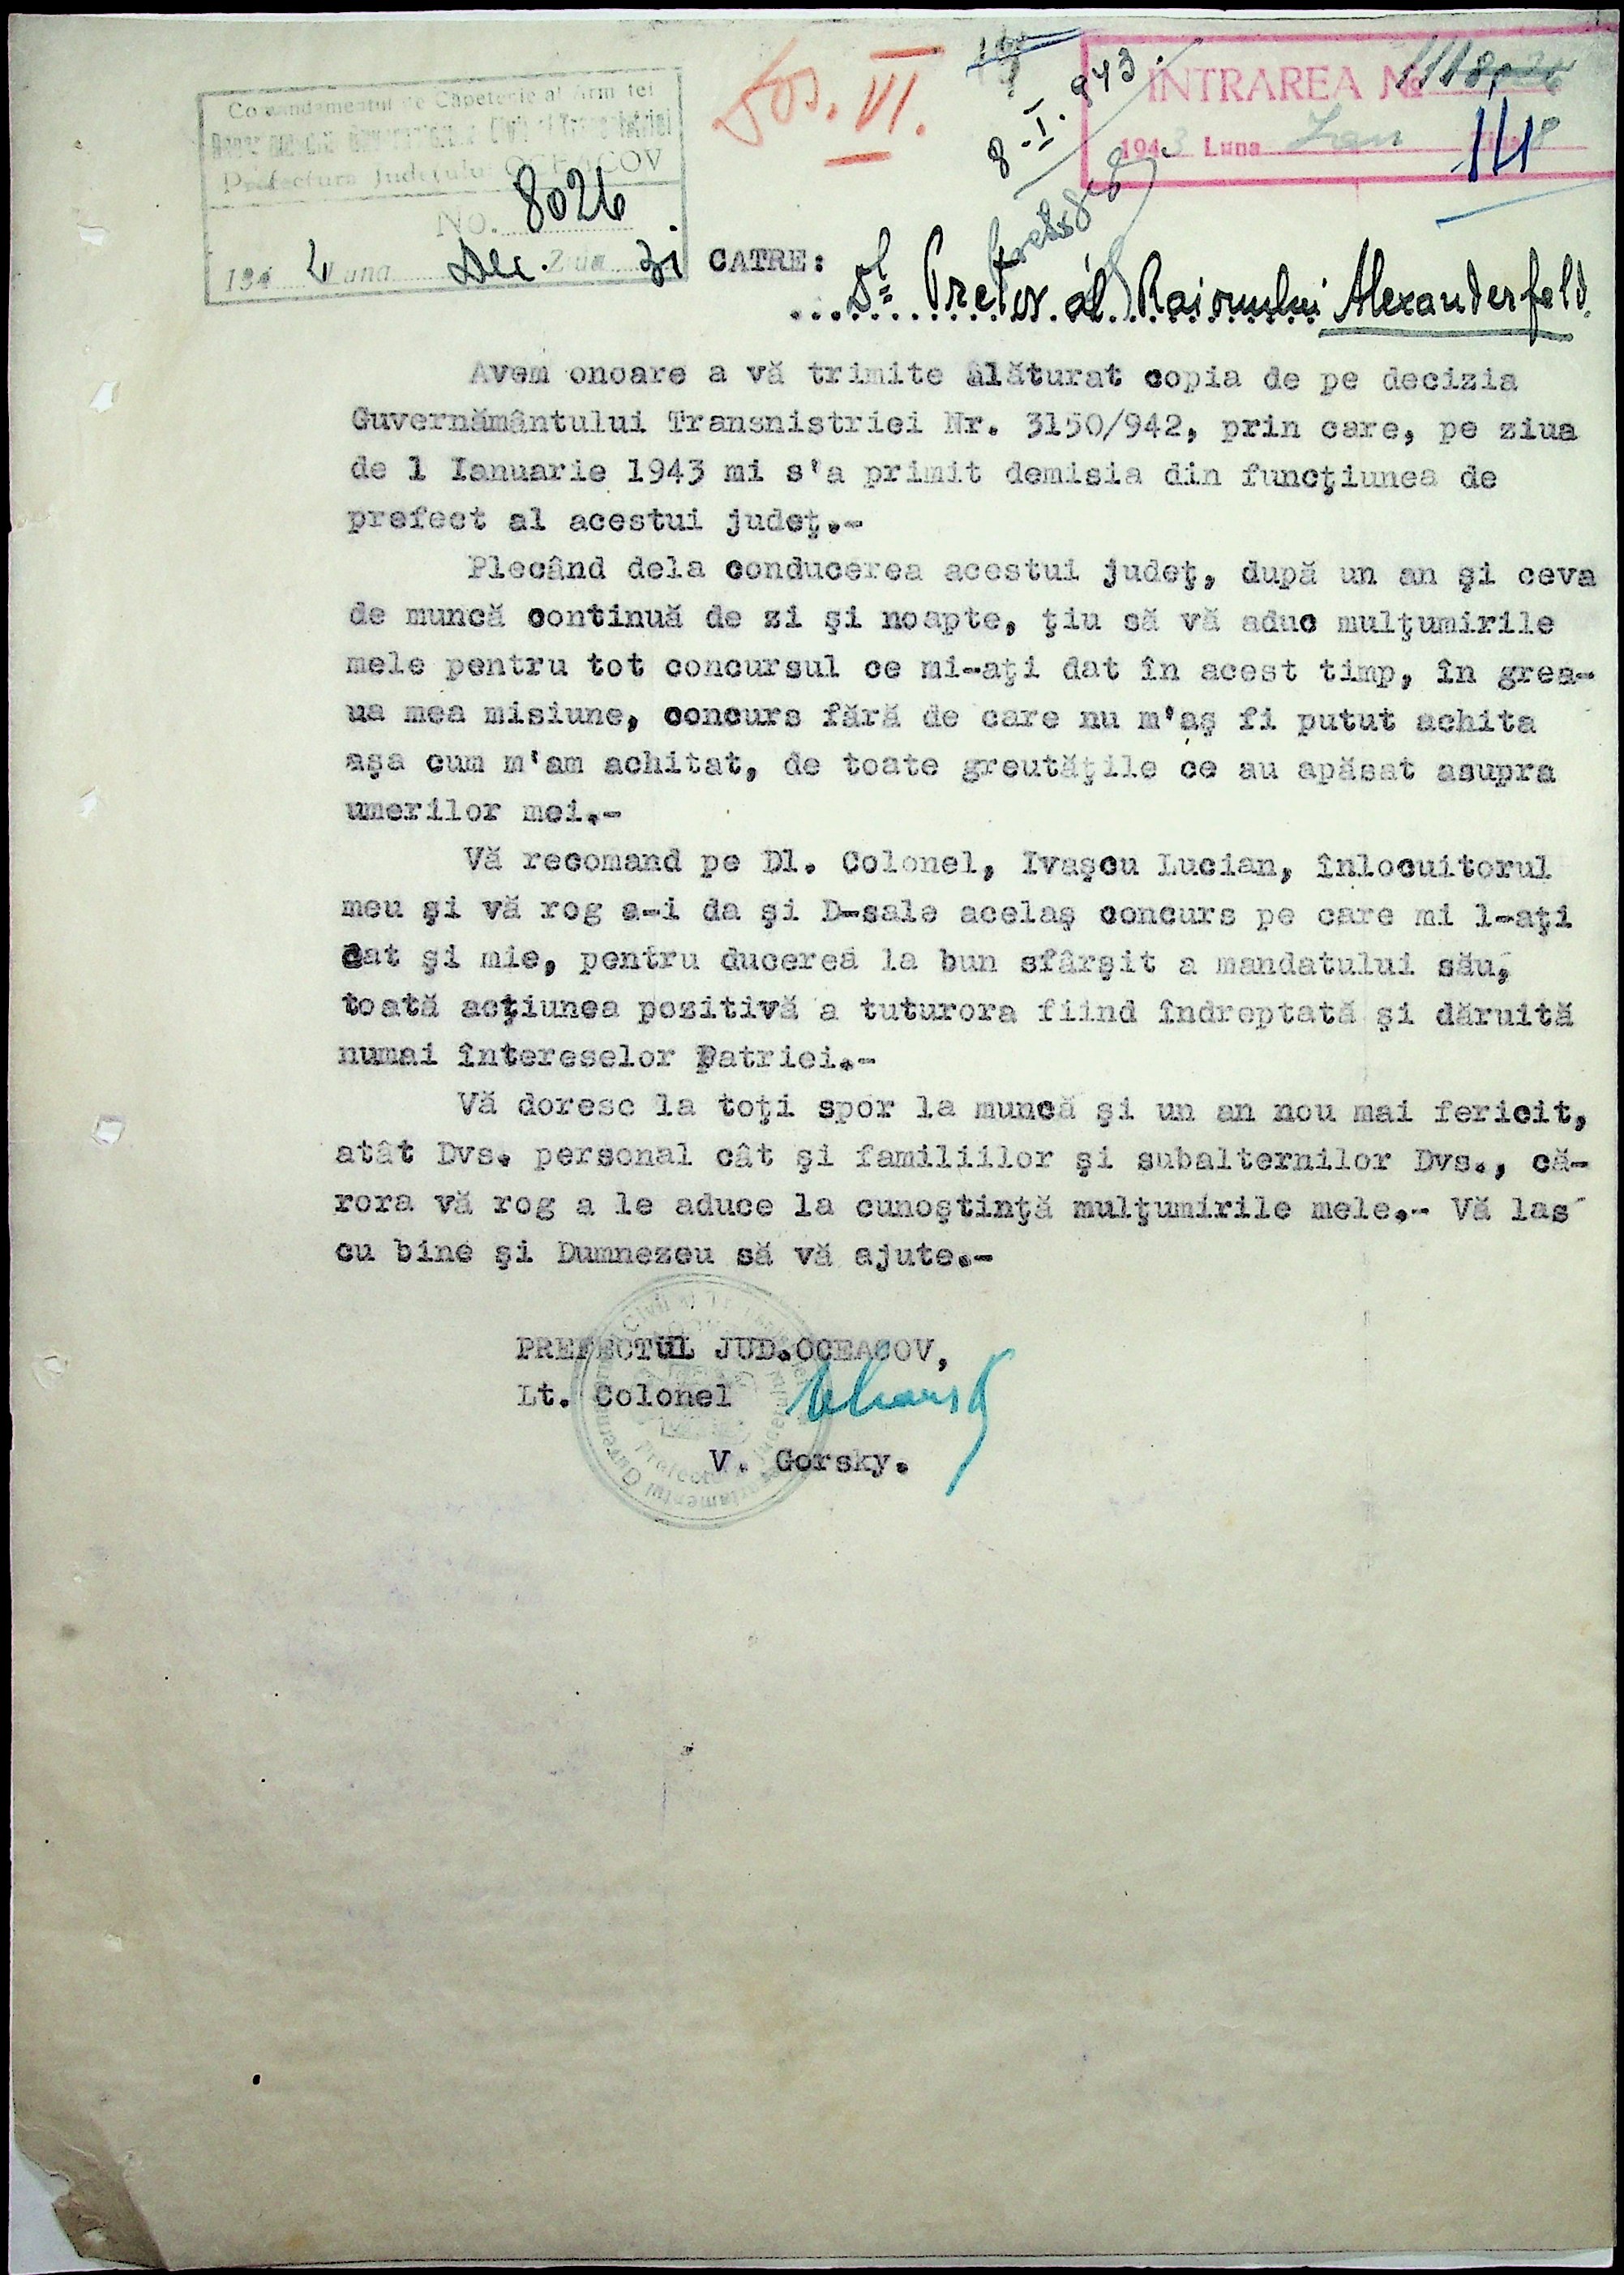 Comandamentul de Căpetenie al Armatei
Prefectura Judeţului OCEACOV
No. 8026
194 2 Luna Dec. Ziua 31
Dos. VI.
8-I.943.
INTRAREA No 1118
1943 Luna Ian Ziua 8
CATRE:
Dl Pretor al Raionului Alexanderfeld.
Avem onoare a vă trimite alăturat copia de pe decizia
Guvernământului Transnistriei Nr. 3150/942, prin care, pe ziua
de 1 Ianuarie 1943 mi s'a primit demisia din funcţiunea de
prefect al acestui judeţ.-
Plecând dela conducerea acestui judeţ, după un an şi ceva
de muncă continuă de zi şi noapte, ţiu să vă aduc mulţumirile
mele pentru tot concursul ce mi-aţi dat în acest timp, în grea-
ua mea misiune, concurs fără de care nu m'aş fi putut achita
aşa cum m'am achitat, de toate greutăţile ce au apăsat asupra
umerilor mei.-
Vă recomand pe Dl. Colonel, Ivaşcu Lucian, înlocuitorul
meu şi vă rog a-i da şi D-sale acelaş concurs pe care mi l-aţi
dat şi mie, pentru ducerea la bun sfârşit a mandatului său,
toată acţiunea pozitivă a tuturora fiind îndreptată şi dăruită
numai întereselor Patriei.-
Vă doresc la toţi spor la muncă şi un an nou mai fericit,
atât Dvs. personal cât şi familiilor şi subalternilor Dvs., că-
rora vă rog a le aduce la cunoştinţă mulţumirile mele.- Vă las
cu bine şi Dumnezeu să vă ajute.-
PREFECTUL JUD.OCEACOV,
Lt. Colonel
V. Gorsky.